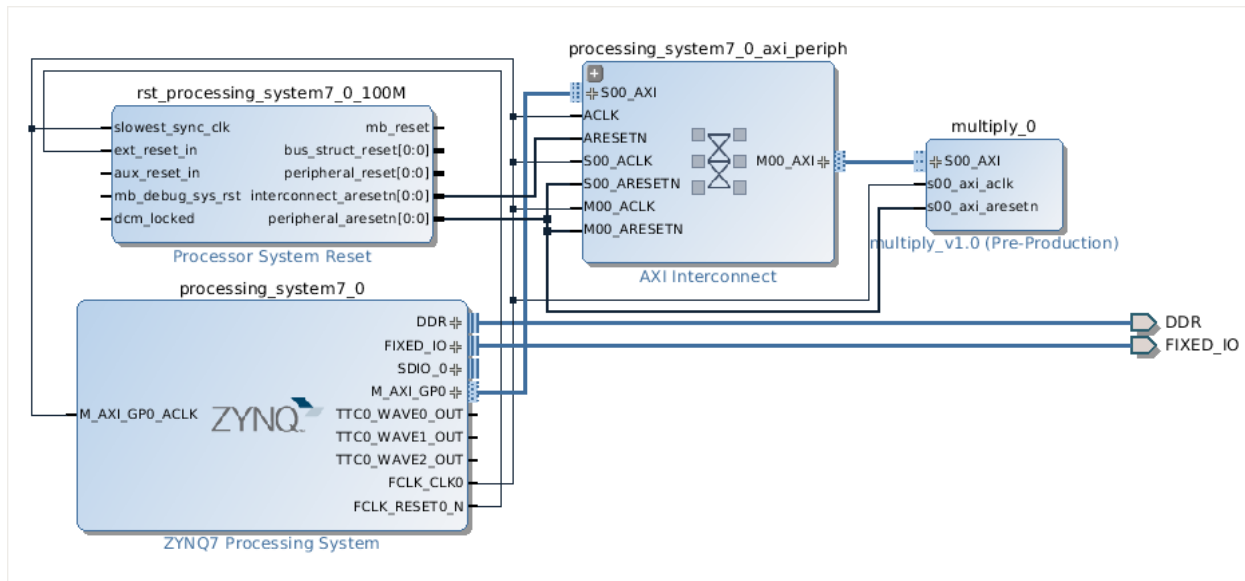 processing_system7_0_axi_periph
rst_processing_system7_0_100M
slowest_sync_clk
ext_reset_in
aux_reset_in
mb_debug_sys_rst
dcm_locked
mb_reset
bus_struct_reset[0:0]
peripheral_reset[0:0]
interconnect_aresetn[0:0]
peripheral_aresetn[0:0]
Processor System Reset
S00_AXI
ACLK
ARESETN
S00_ACLK
S00_ARESETN
M00_ACLK
M00_ARESETN
M00_AXI
AXI Interconnect
multiply_0
S00_AXI
s00_axi_aclk
s00_axi_aresetn
multiply_v1.0 (Pre-Production)
processing_system7_0
M_AXI_GP0_ACLK
ZYNQ
DDR
FIXED_IO
SDIO_0
M_AXI_GP0
TTC0_WAVE0_OUT
TTC0_WAVE1_OUT
TTC0_WAVE2_OUT
FCLK_CLK0
FCLK_RESET0_N
ZYNQ7 Processing System
DDR
FIXED_IO